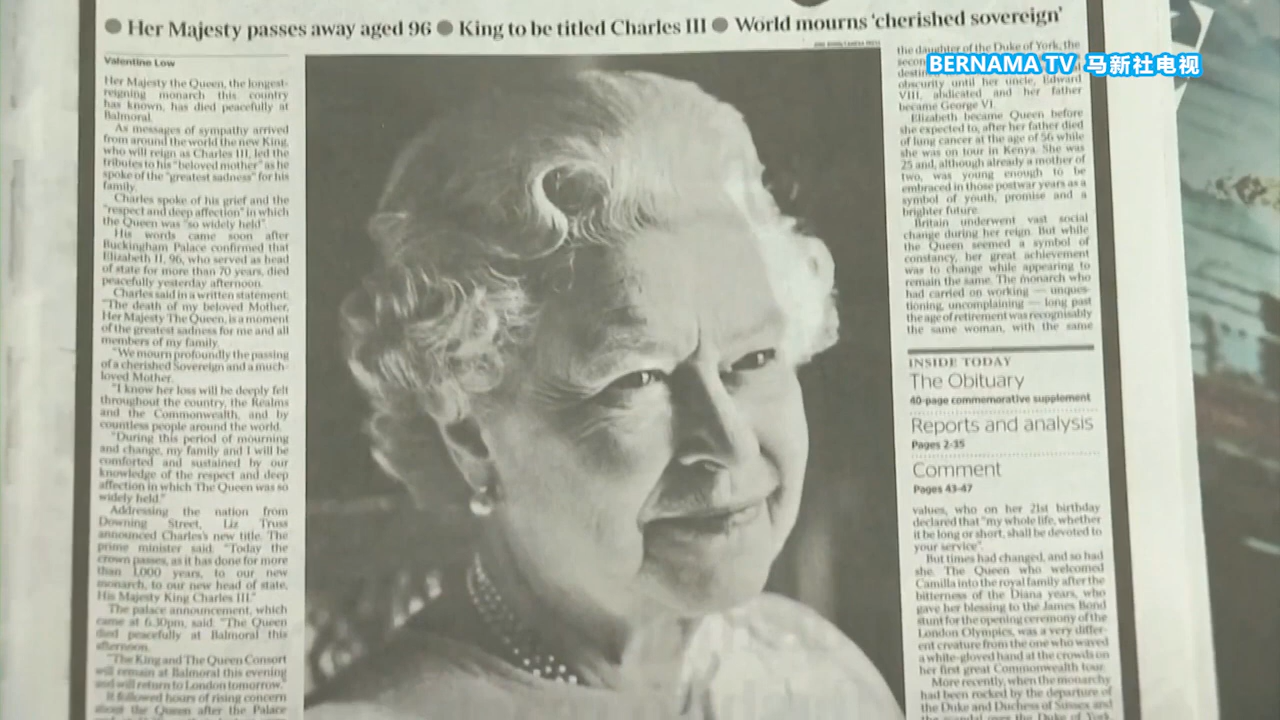 ● Her Majesty passes away aged 96 ● King to be titled Charles III ● World mourns ‘cherished sovereign’
BERNAMA TV 马新社电视
Valentine Low
Her Majesty the Queen, the longest-
reigning monarch this country
has known, has died peacefully at
Balmoral.
As messages of sympathy arrived
from around the world the new King,
who will reign as Charles III, led the
tributes to his “beloved mother” as he
spoke of the “greatest sadness” for his
family.
Charles spoke of his grief and the
“respect and deep affection” in which
the Queen was “so widely held”
His words came soon after
Buckingham Palace confirmed that
Elizabeth II, 96, who served as head
of state for more than 70 years, died
peacefully yesterday afternoon.
Charles said in a written statement:
“The death of my beloved Mother,
Her Majesty The Queen, is a moment
of the greatest sadness for me and all
members of my family.
“We mourn profoundly the passing
of a cherished Sovereign and a much-
loved Mother.
“I know her loss will be deeply felt
throughout the country, the Realms
and the Commonwealth, and by
countless people around the world.
“During this period of mourning
and change, my family and I will be
comforted and sustained by our
knowledge of the respect and deep
affection in which The Queen was so
widely held.”
Addressing the nation from
Downing Street, Liz Truss
announced Charles’s new title. The
prime minister said: “Today the
crown passes, as it has done for more
than 1,000 years, to our new
monarch, to our new head of state,
His Majesty King Charles III.”
The palace announcement, which
came at 6.30pm, said: “The Queen
died peacefully at Balmoral this
afternoon.
“The King and The Queen Consort
will remain at Balmoral this evening
and will return to London tomorrow.”
It followed hours of rising concern
about the Queen after the Palace
the daughter of the Duke of York, the
obscurity until her uncle, Edward
VIII, abdicated and her father
became George VI.
Elizabeth became Queen before
she expected to, after her father died
of lung cancer at the age of 56 while
she was on tour in Kenya. She was
25 and, although already a mother of
two, was young enough to be
embraced in those postwar years as a
symbol of youth, promise and a
brighter future.
Britain underwent vast social
change during her reign. But while
the Queen seemed a symbol of
constancy, her great achievement
was to change while appearing to
remain the same. The monarch who
had carried on working — unques-
tioning, uncomplaining — long past
the age of retirement was recognisably
the same woman, with the same
INSIDE TODAY
The Obituary
40-page commemorative supplement
Reports and analysis
Pages 2-35
Comment
Pages 43-47
values, who on her 21st birthday
declared that “my whole life, whether
it be long or short, shall be devoted to
your service”.
But times had changed, and so had
she. The Queen who welcomed
Camilla into the royal family after the
bitterness of the Diana years, who
gave her blessing to the James Bond
stunt for the opening ceremony of the
London Olympics, was a very differ-
ent creature from the one who waved
a white-gloved hand at the crowds on
her first great Commonwealth tour.
More recently, when the monarchy
had been rocked by the departure of
the Duke and Duchess of Sussex and
the scandal over the Duke of York,